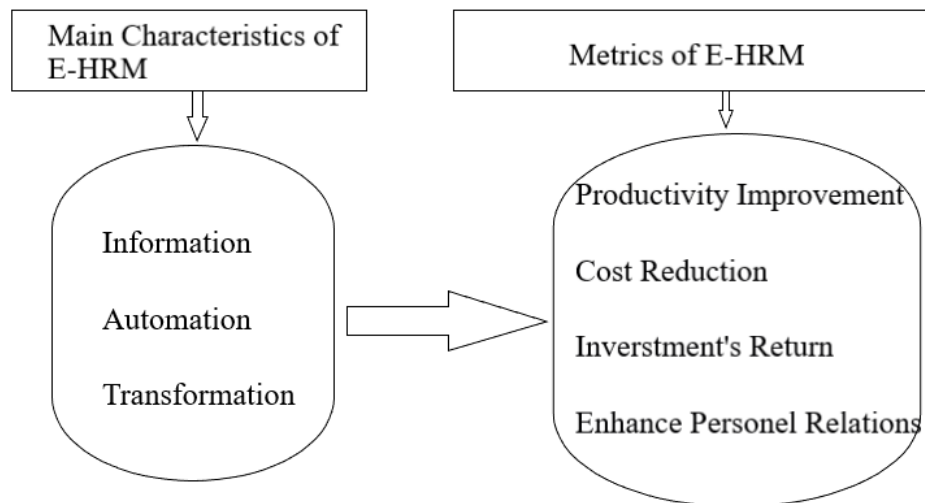 Main Characteristics of
E-HRM
Metrics of E-HRM
Information
Automation
Transformation
Productivity Improvement
Cost Reduction
Inverstment's Return
Enhance Personel Relations